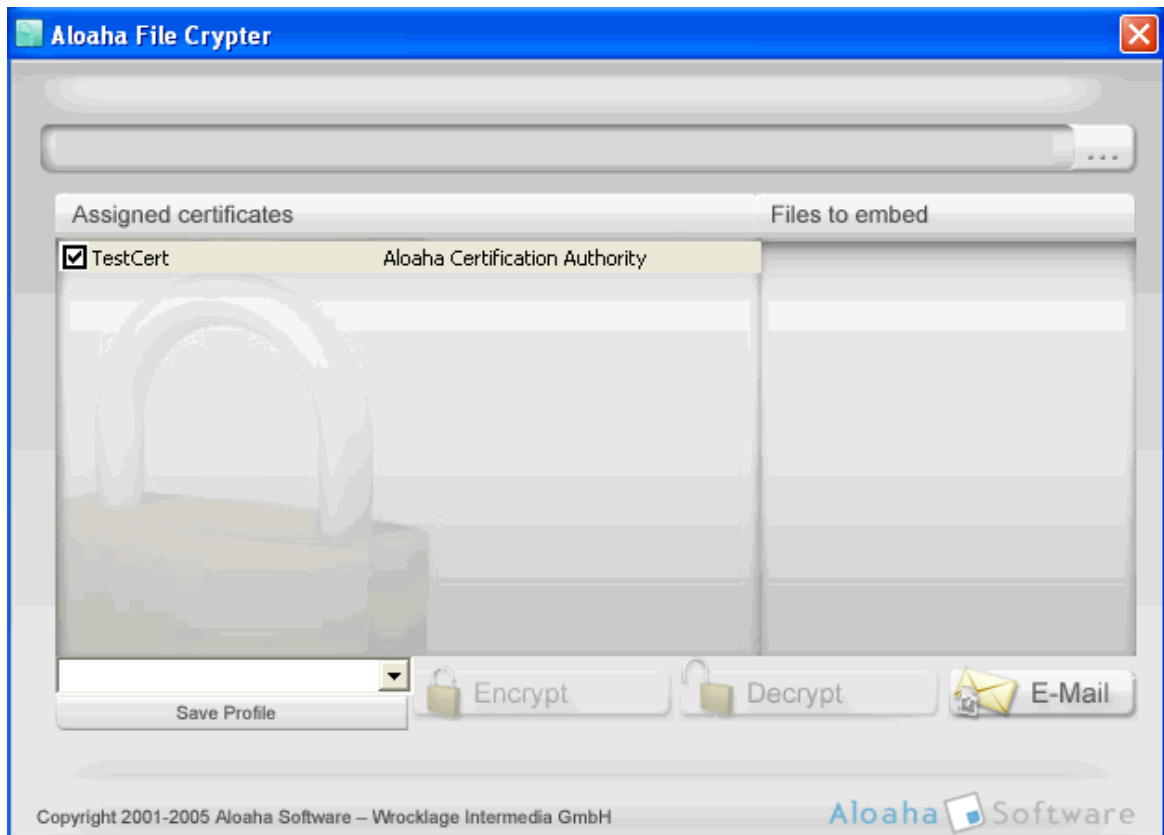 Aloaha File Crypter
...
Assigned certificates Files to embed
TestCert Aloaha Certification Authority
Encrypt Decrypt E-Mail
Save Profile
Copyright 2001-2005 Aloaha Software – Wrocklage Intermedia GmbH
Aloaha Software